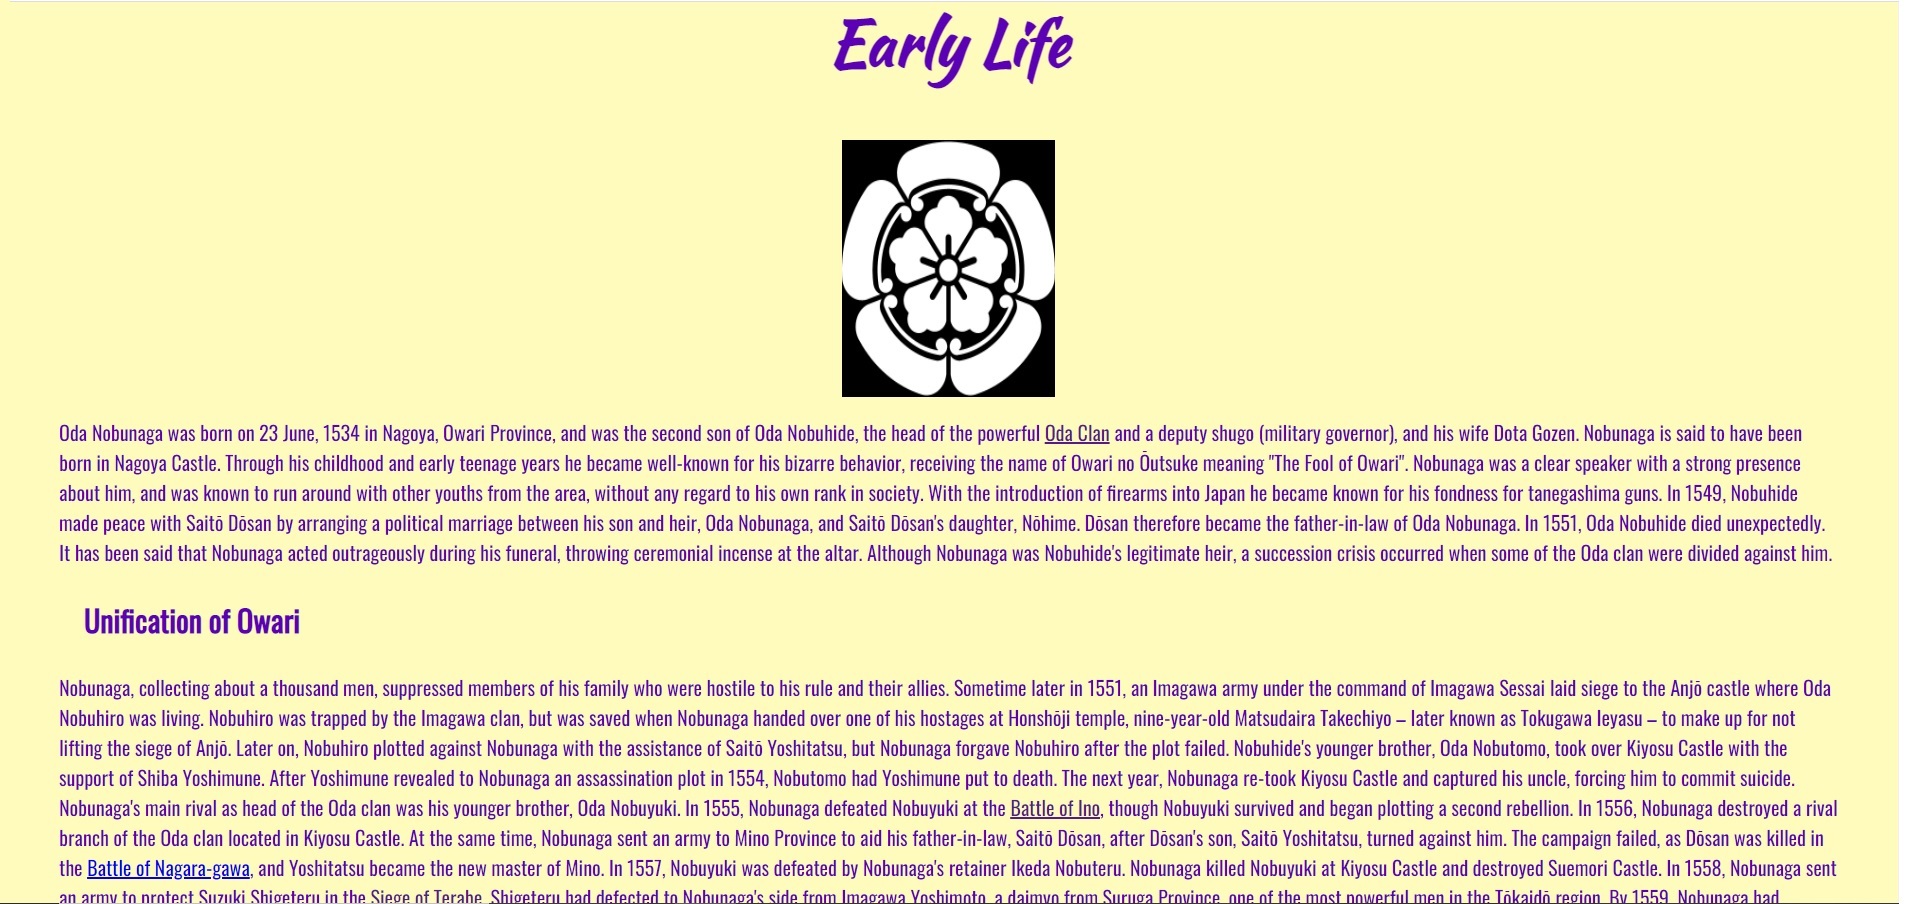 Early Life
Oda Nobunaga was born on 23 June, 1534 in Nagoya, Owari Province, and was the second son of Oda Nobuhide, the head of the powerful Oda Clan and a deputy shugo (military governor), and his wife Dota Gozen. Nobunaga is said to have been
born in Nagoya Castle. Through his childhood and early teenage years he became well-known for his bizarre behavior, receiving the name of Owari no Ōutsuke meaning "The Fool of Owari". Nobunaga was a clear speaker with a strong presence
about him, and was known to run around with other youths from the area, without any regard to his own rank in society. With the introduction of firearms into Japan he became known for his fondness for tanegashima guns. In 1549, Nobuhide
made peace with Saitō Dōsan by arranging a political marriage between his son and heir, Oda Nobunaga, and Saitō Dōsan's daughter, Nōhime. Dōsan therefore became the father-in-law of Oda Nobunaga. In 1551, Oda Nobuhide died unexpectedly.
It has been said that Nobunaga acted outrageously during his funeral, throwing ceremonial incense at the altar. Although Nobunaga was Nobuhide's legitimate heir, a succession crisis occurred when some of the Oda clan were divided against him.
Unification of Owari
Nobunaga, collecting about a thousand men, suppressed members of his family who were hostile to his rule and their allies. Sometime later in 1551, an Imagawa army under the command of Imagawa Sessai laid siege to the Anjō castle where Oda
Nobuhiro was living. Nobuhiro was trapped by the Imagawa clan, but was saved when Nobunaga handed over one of his hostages at Honshōji temple, nine-year-old Matsudaira Takechiyo – later known as Tokugawa Ieyasu – to make up for not
lifting the siege of Anjō. Later on, Nobuhiro plotted against Nobunaga with the assistance of Saitō Yoshitatsu, but Nobunaga forgave Nobuhiro after the plot failed. Nobuhide's younger brother, Oda Nobutomo, took over Kiyosu Castle with the
support of Shiba Yoshimune. After Yoshimune revealed to Nobunaga an assassination plot in 1554, Nobutomo had Yoshimune put to death. The next year, Nobunaga re-took Kiyosu Castle and captured his uncle, forcing him to commit suicide.
Nobunaga's main rival as head of the Oda clan was his younger brother, Oda Nobuyuki. In 1555, Nobunaga defeated Nobuyuki at the Battle of Ino, though Nobuyuki survived and began plotting a second rebellion. In 1556, Nobunaga destroyed a rival
branch of the Oda clan located in Kiyosu Castle. At the same time, Nobunaga sent an army to Mino Province to aid his father-in-law, Saitō Dōsan, after Dōsan's son, Saitō Yoshitatsu, turned against him. The campaign failed, as Dōsan was killed in
the Battle of Nagara-gawa, and Yoshitatsu became the new master of Mino. In 1557, Nobuyuki was defeated by Nobunaga's retainer Ikeda Nobuteru. Nobunaga killed Nobuyuki at Kiyosu Castle and destroyed Suemori Castle. In 1558, Nobunaga sent
an army to protect Suzuki Shigeteru in the Siege of Terabe. Shigeteru had defected to Nobunaga's side from Imagawa Yoshimoto, a daimyo from Suruga Province, one of the most powerful men in the Tōkaidō region. By 1559, Nobunaga had